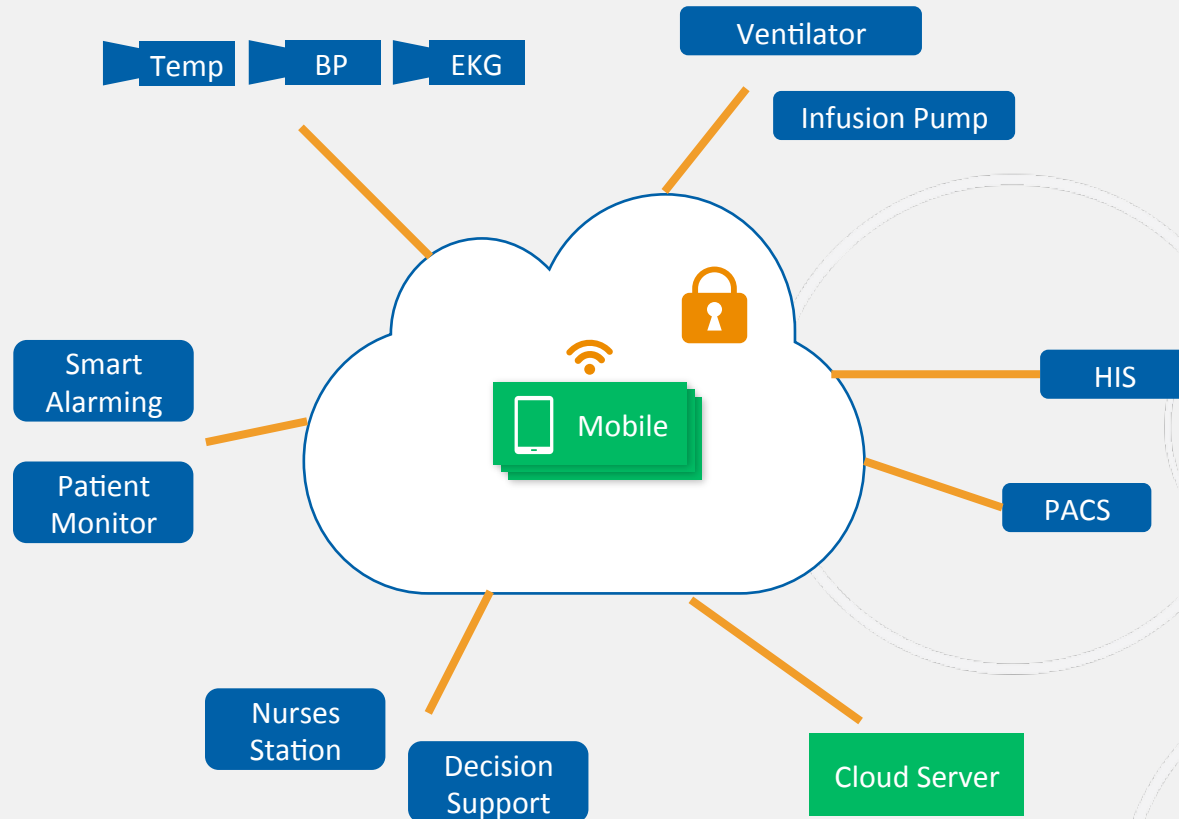 Temp
BP
EKG
Ventilator
Infusion Pump
Smart
Alarming
Patient
Monitor
Mobile
HIS
PACS
Nurses
Station
Decision
Support
Cloud Server